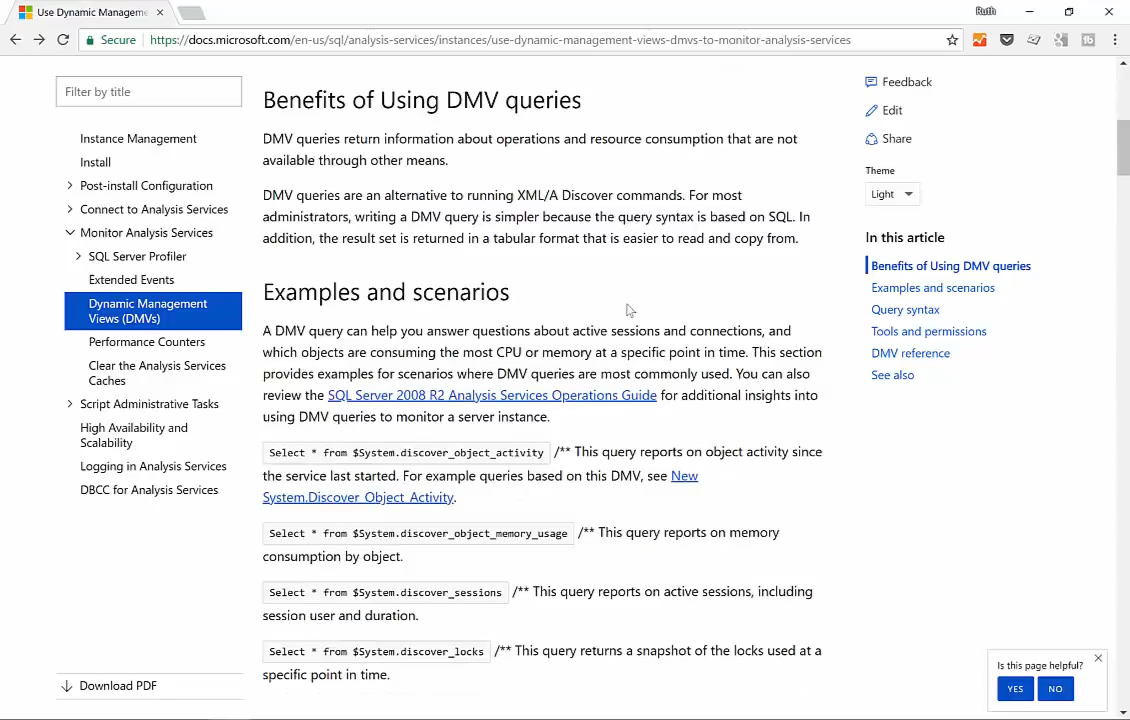 Use Dynamic Manageme
Ruth
Secure
https://docs.microsoft.com/en-us/sql/analysis-services/instances/use-dynamic-management-views-dmvs-to-monitor-analysis-services
Filter by title
Instance Management
Install
Post-install Configuration
Connect to Analysis Services
Monitor Analysis Services
SQL Server Profiler
Extended Events
Dynamic Management
Views (DMVs)
Performance Counters
Clear the Analysis Services
Caches
Script Administrative Tasks
High Availability and
Scalability
Logging in Analysis Services
DBCC for Analysis Services
Download PDF
Benefits of Using DMV queries
DMV queries return information about operations and resource consumption that are not
available through other means.
DMV queries are an alternative to running XML/A Discover commands. For most
administrators, writing a DMV query is simpler because the query syntax is based on SQL. In
addition, the result set is returned in a tabular format that is easier to read and copy from.
Examples and scenarios
A DMV query can help you answer questions about active sessions and connections, and
which objects are consuming the most CPU or memory at a specific point in time. This section
provides examples for scenarios where DMV queries are most commonly used. You can also
review the SQL Server 2008 R2 Analysis Services Operations Guide for additional insights into
using DMV queries to monitor a server instance.
Select * from $System.discover_object_activity /** This query reports on object activity since
the service last started. For example queries based on this DMV, see New
System.Discover_Object_Activity.
Select * from $System.discover_object_memory_usage /** This query reports on memory
consumption by object.
Select * from $System.discover_sessions /** This query reports on active sessions, including
session user and duration.
Select * from $System.discover_locks /** This query returns a snapshot of the locks used at a
specific point in time.
Feedback
Edit
Share
Theme
Light
In this article
Benefits of Using DMV queries
Examples and scenarios
Query syntax
Tools and permissions
DMV reference
See also
Is this page helpful?
YES NO